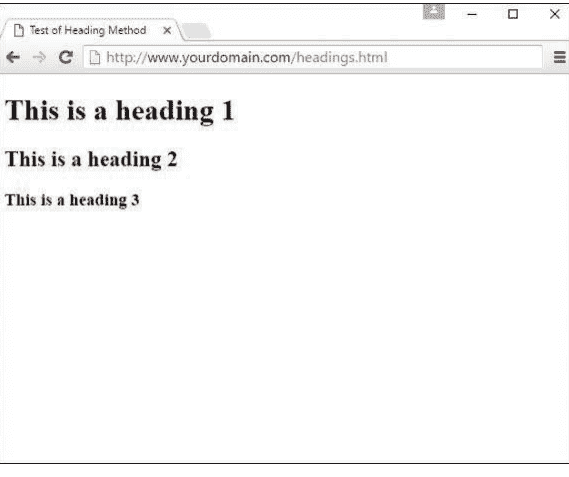 Test of Heading Method
http://www.yourdomain.com/headings.html
This is a heading 1
This is a heading 2
This is a heading 3